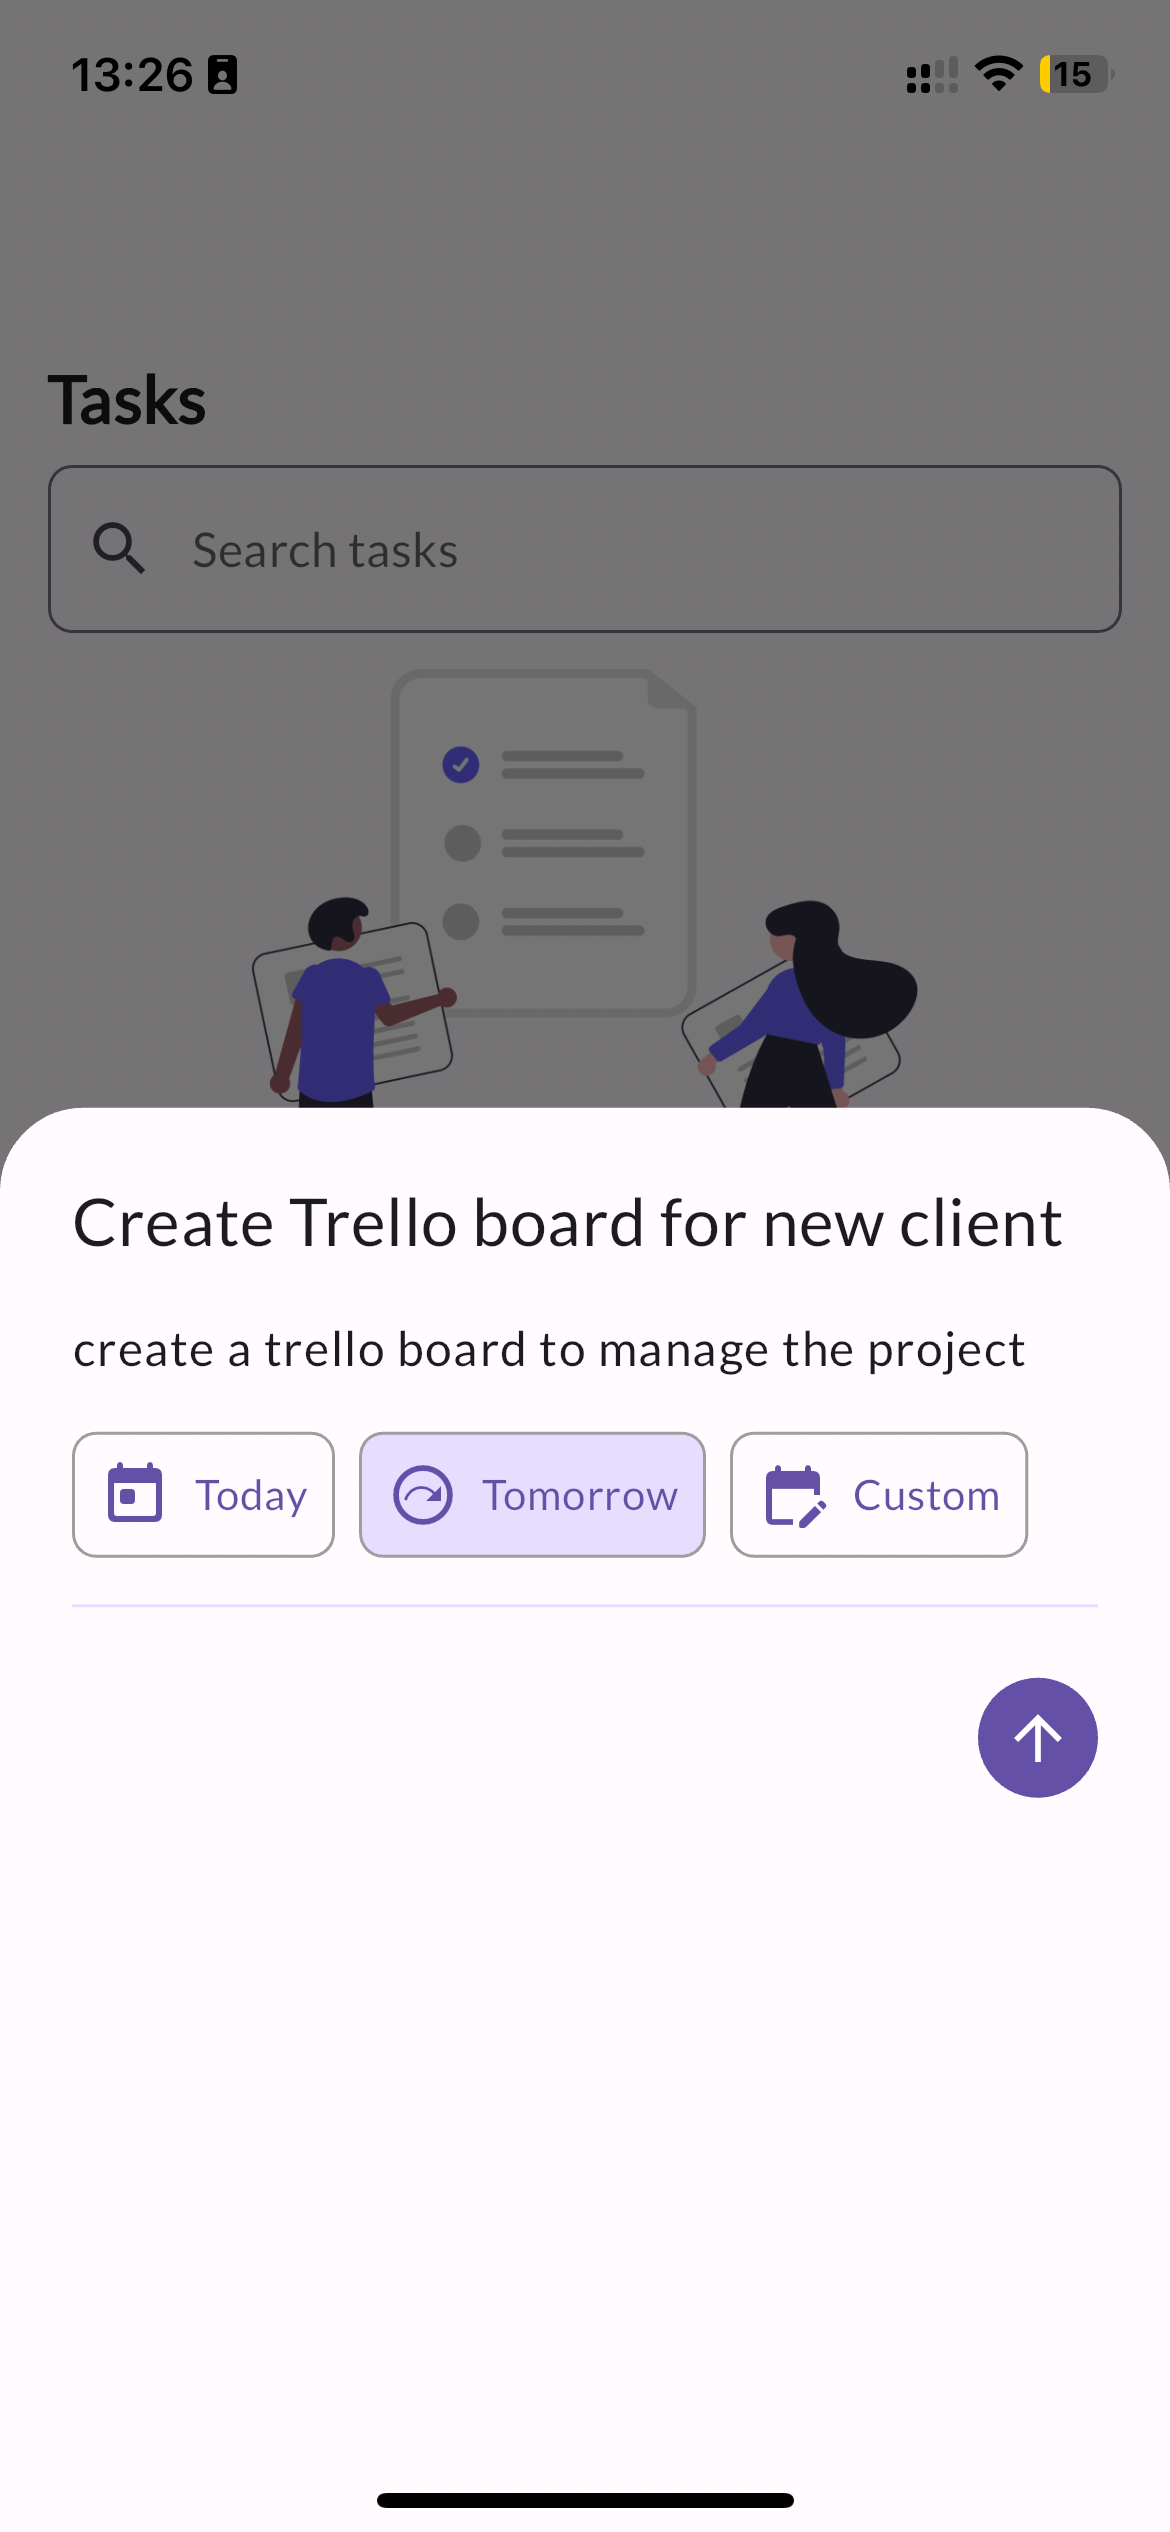 13:26
15
Tasks
Search tasks
Create Trello board for new client
create a trello board to manage the project
Today
Tomorrow
Custom